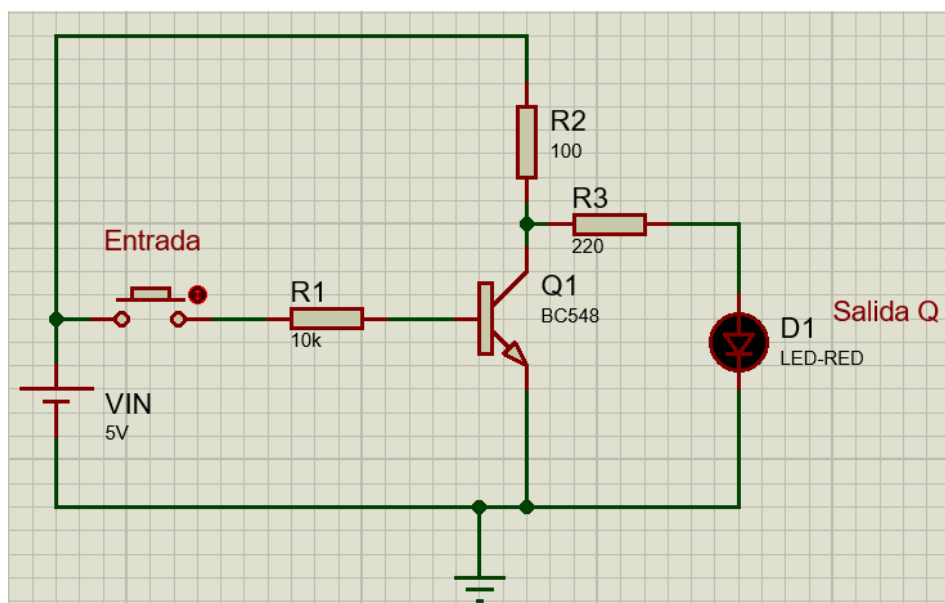 R2
100
R3
220
Entrada
R1
10k
Q1
BC548
Salida Q
D1
LED-RED
VIN
5V